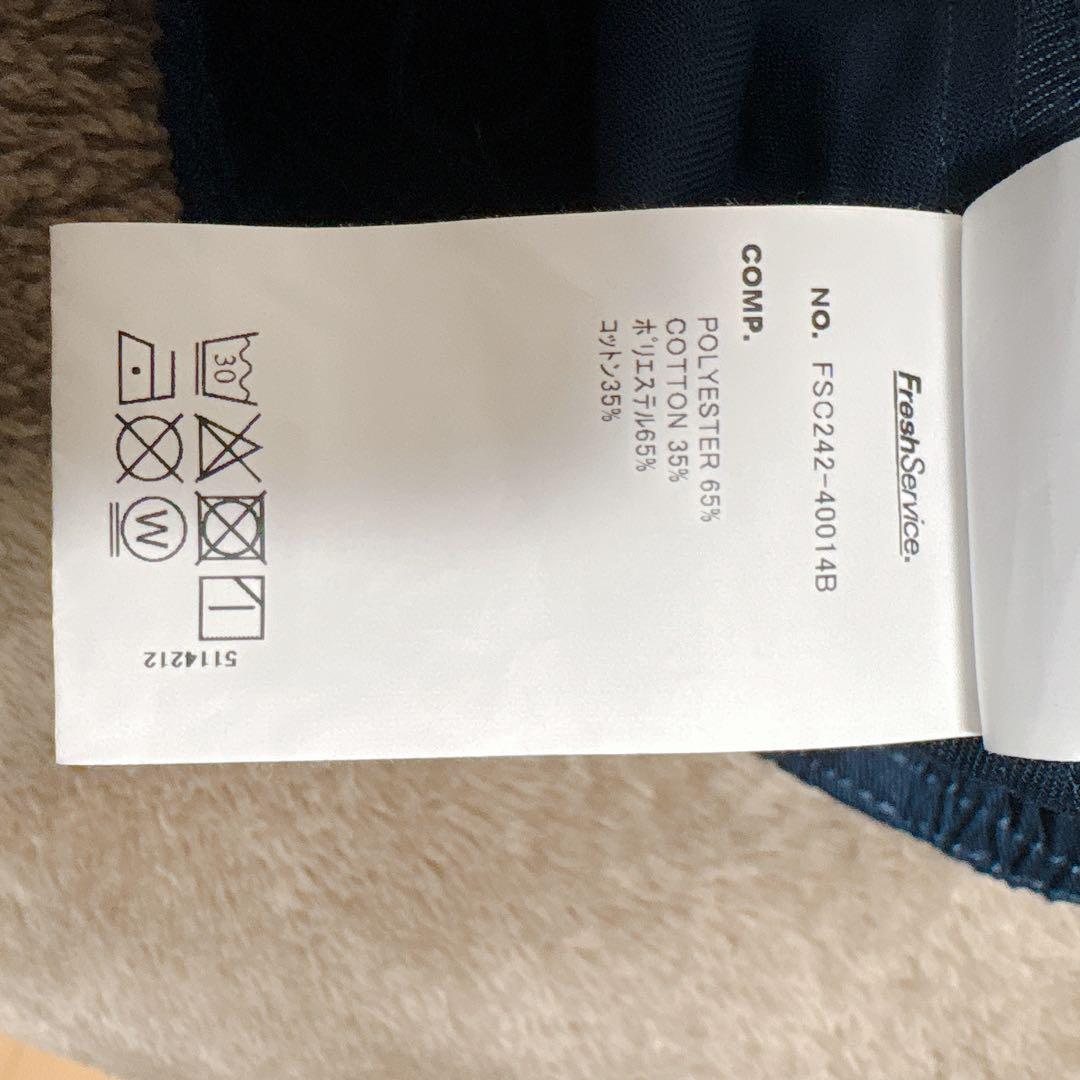 FreshService.
NO. FSC242-40014B
COMP.
POLYESTER 65%
COTTON 35%
ポリエステル65%
コットン35%
30
W
5114212